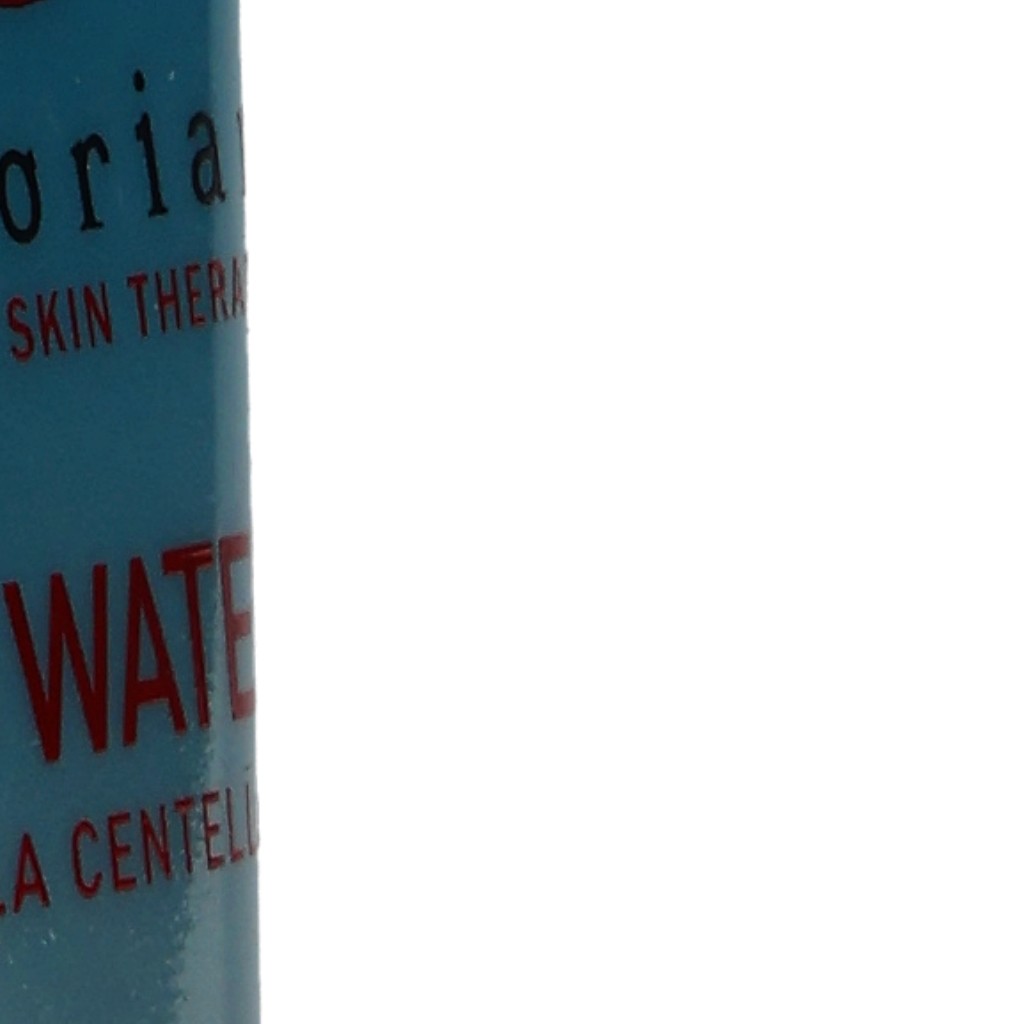 oria
SKIN THERA
WATE
LA CENTELL